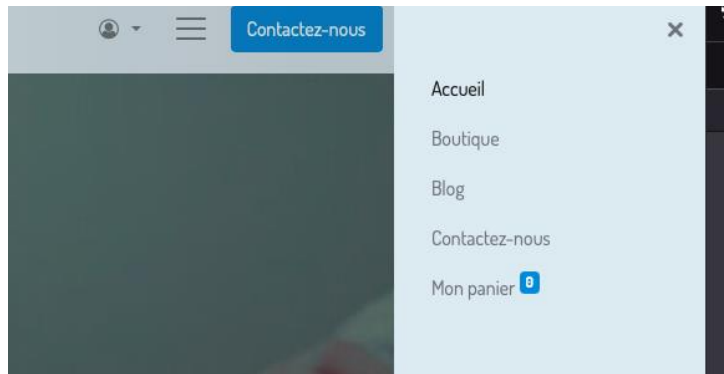 Contactez-nous
Accueil
Boutique
Blog
Contactez-nous
Mon panier 0